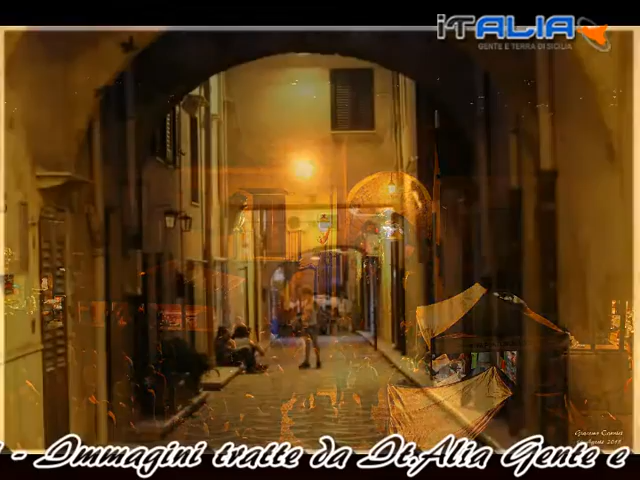 iTALIA
GENTE E TERRA DI SICILIA
- Immagini tratte da It.Alia Gente e